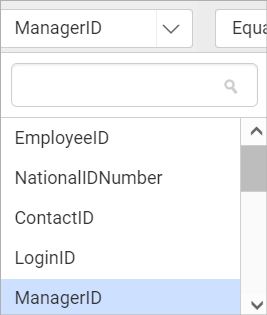 ManagerID
Equa
EmployeeID
NationalIDNumber
ContactID
LoginID
ManagerID